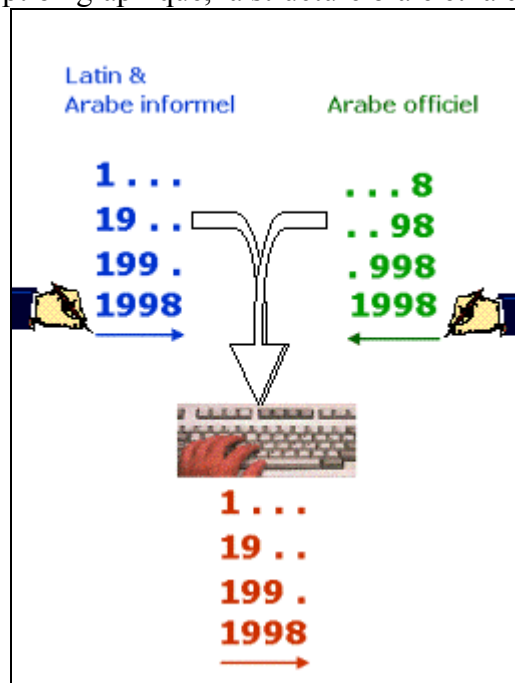 Latin &
Arabe informel
1 . . .
19 . .
199 .
1998
Arabe officiel
. . . 8
. . 98
. 998
1998
1 . . .
19 . .
199 .
1998